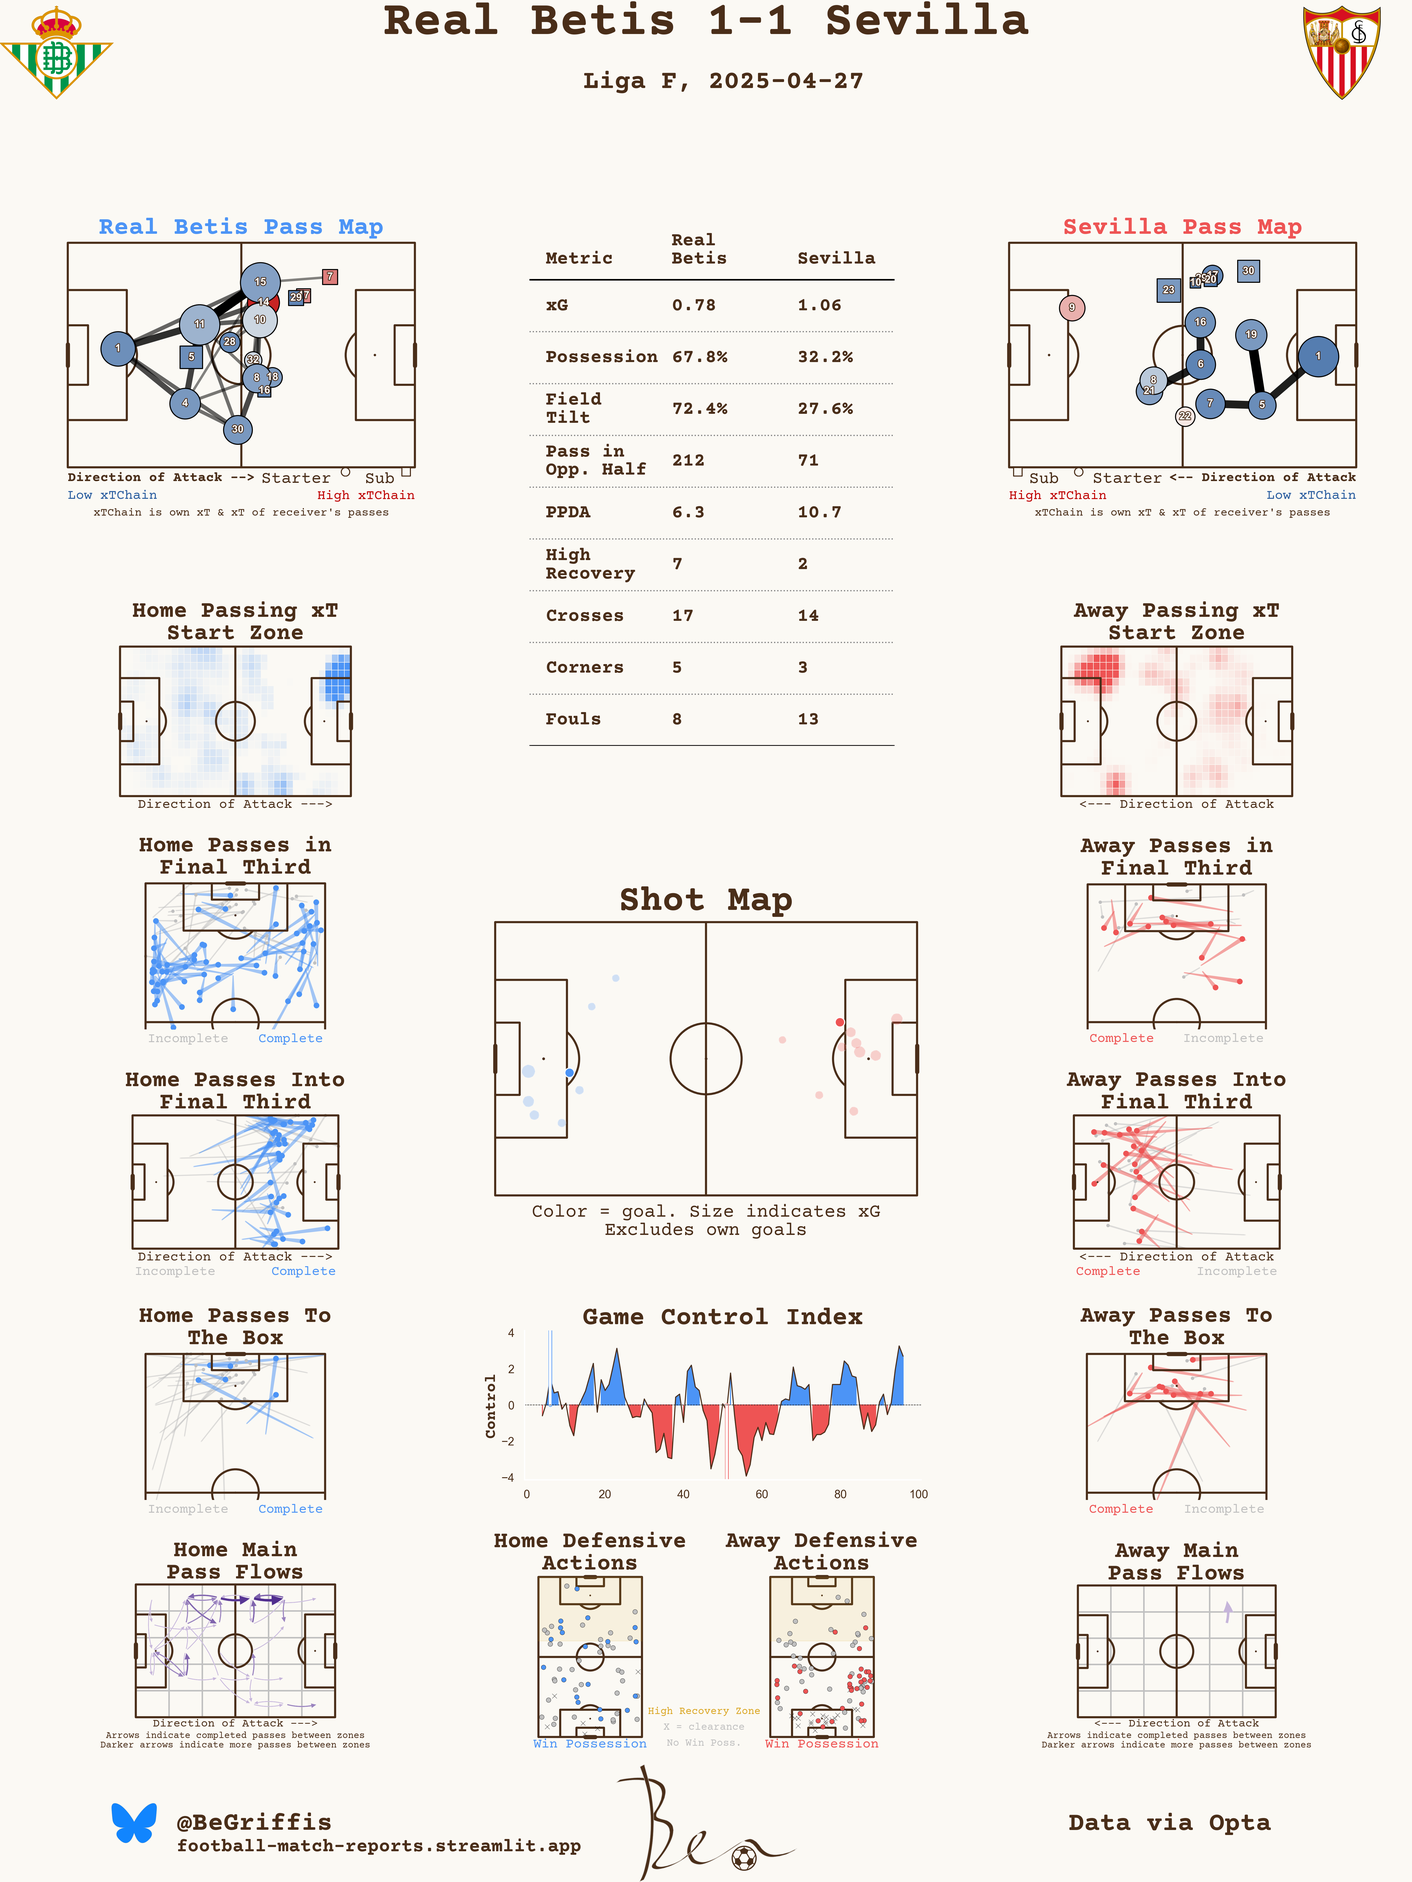 Real Betis 1-1 Sevilla
Liga F, 2025-04-27
Real Betis Pass Map
15
7
14
29
7
11
10
1
28
5
32
8
18
16
4
30
Direction of Attack --> Starter Sub
Low xTChain High xTChain
xTChain is own xT & xT of receiver's passes
Metric Real Betis Sevilla
xG 0.78 1.06
Possession 67.8% 32.2%
Field Tilt 72.4% 27.6%
Pass in Opp. Half 212 71
PPDA 6.3 10.7
High Recovery 7 2
Crosses 17 14
Corners 5 3
Fouls 8 13
Sevilla Pass Map
30
17
20
10
23
9
16
19
1
6
8
21
7
5
22
Sub Starter <-- Direction of Attack
High xTChain Low xTChain
xTChain is own xT & xT of receiver's passes
Home Passing xT
Start Zone
Direction of Attack --->
Away Passing xT
Start Zone
<--- Direction of Attack
Home Passes in
Final Third
Incomplete Complete
Shot Map
Color = goal. Size indicates xG
Excludes own goals
Away Passes in
Final Third
Complete Incomplete
Home Passes Into
Final Third
Direction of Attack --->
Incomplete Complete
Away Passes Into
Final Third
<--- Direction of Attack
Complete Incomplete
Home Passes To
The Box
Incomplete Complete
Game Control Index
Control
4
2
0
−2
−4
0 20 40 60 80 100
Away Passes To
The Box
Complete Incomplete
Home Main
Pass Flows
Direction of Attack --->
Arrows indicate completed passes between zones
Darker arrows indicate more passes between zones
Home Defensive
Actions
Win Possession
Away Defensive
Actions
Win Possession
High Recovery Zone
X = clearance
No Win Poss.
Away Main
Pass Flows
<--- Direction of Attack
Arrows indicate completed passes between zones
Darker arrows indicate more passes between zones
@BeGriffis
football-match-reports.streamlit.app
Ben
Data via Opta